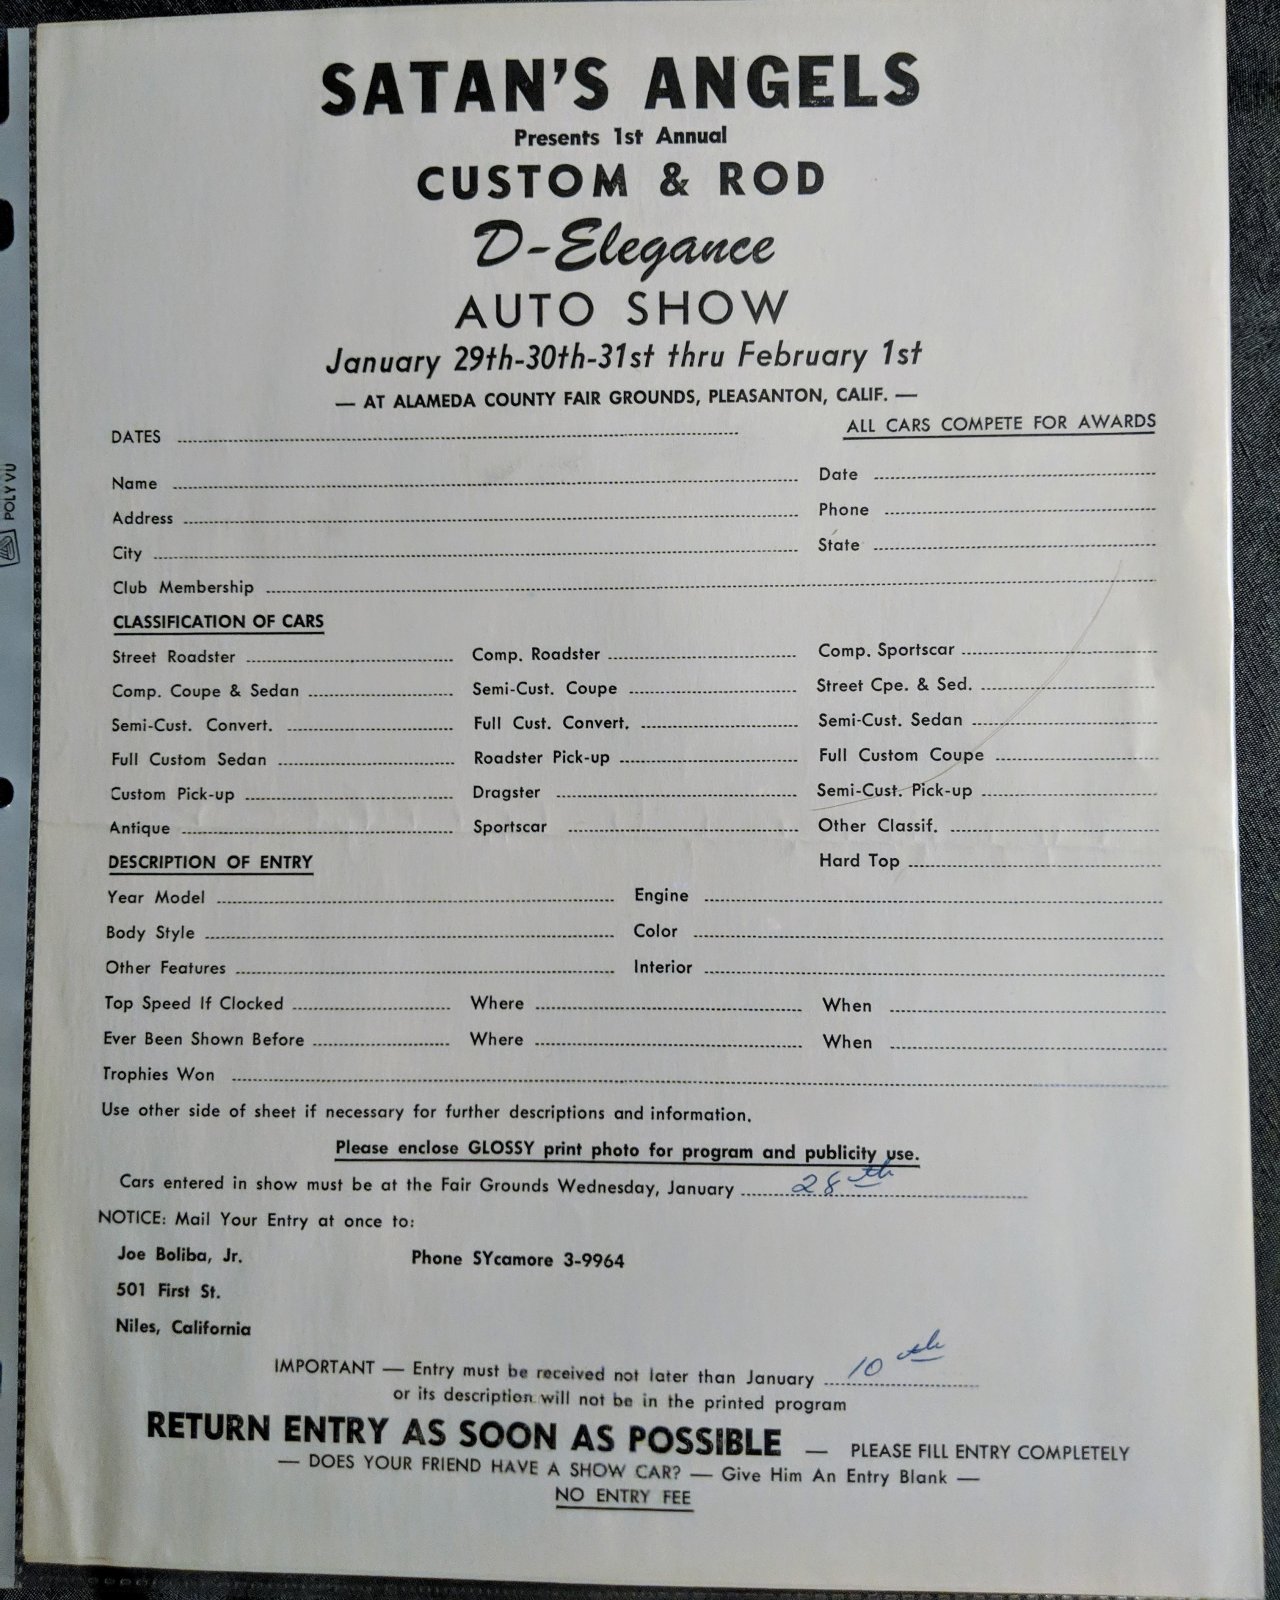 SATAN'S ANGELS
Presents 1st Annual
CUSTOM & ROD
D-Elegance
AUTO SHOW
January 29th-30th-31st thru February 1st
— AT ALAMEDA COUNTY FAIR GROUNDS, PLEASANTON, CALIF. —
DATES ALL CARS COMPETE FOR AWARDS
Name Date
Address Phone
City State
Club Membership
CLASSIFICATION OF CARS
Street Roadster Comp. Roadster Comp. Sportscar
Comp. Coupe & Sedan Semi-Cust. Coupe Street Cpe. & Sed.
Semi-Cust. Convert. Full Cust. Convert. Semi-Cust. Sedan
Full Custom Sedan Roadster Pick-up Full Custom Coupe
Custom Pick-up Dragster Semi-Cust. Pick-up
Antique Sportscar Other Classif.
DESCRIPTION OF ENTRY Hard Top
Year Model Engine
Body Style Color
Other Features Interior
Top Speed If Clocked Where When
Ever Been Shown Before Where When
Trophies Won
Use other side of sheet if necessary for further descriptions and information.
Please enclose GLOSSY print photo for program and publicity use.
Cars entered in show must be at the Fair Grounds Wednesday, January 28th
NOTICE: Mail Your Entry at once to:
Joe Boliba, Jr. Phone SYcamore 3-9964
501 First St.
Niles, California
IMPORTANT — Entry must be received not later than January 10th
or its description will not be in the printed program
RETURN ENTRY AS SOON AS POSSIBLE — PLEASE FILL ENTRY COMPLETELY
— DOES YOUR FRIEND HAVE A SHOW CAR? — Give Him An Entry Blank —
NO ENTRY FEE
POLY VU